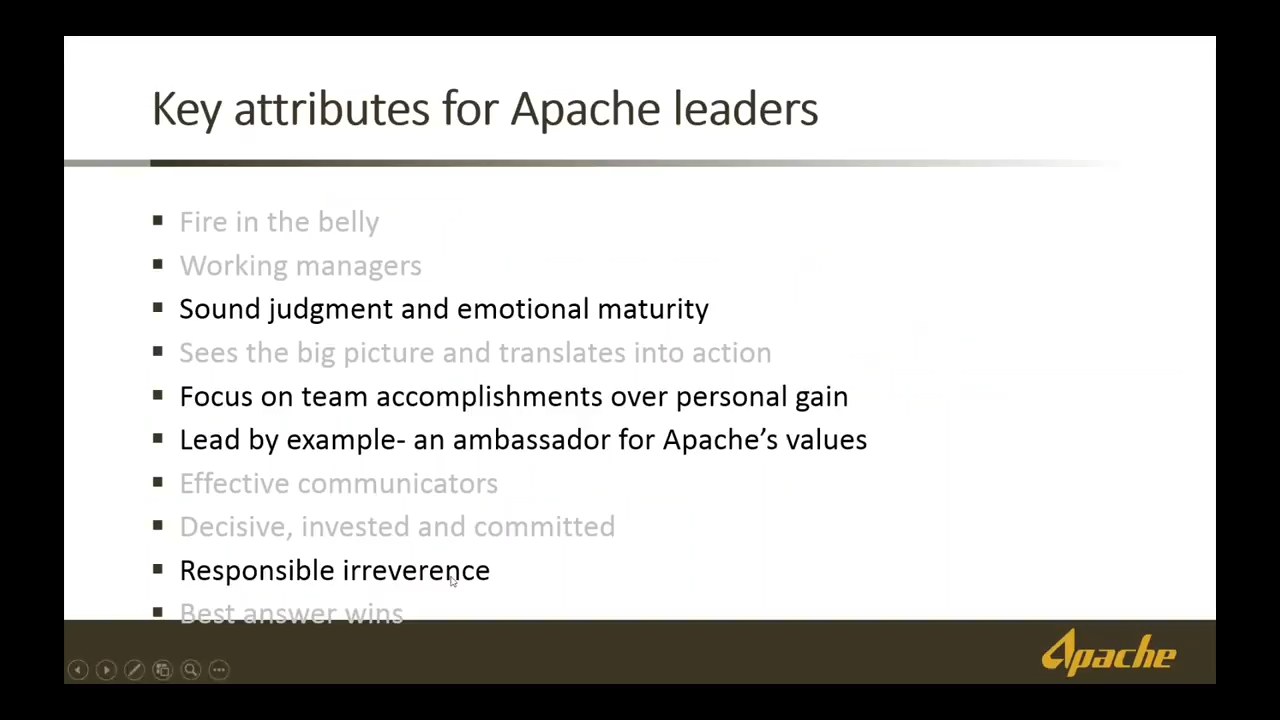 Key attributes for Apache leaders
Fire in the belly
Working managers
Sound judgment and emotional maturity
Sees the big picture and translates into action
Focus on team accomplishments over personal gain
Lead by example- an ambassador for Apache’s values
Effective communicators
Decisive, invested and committed
Responsible irreverence
Best answer wins
Apache